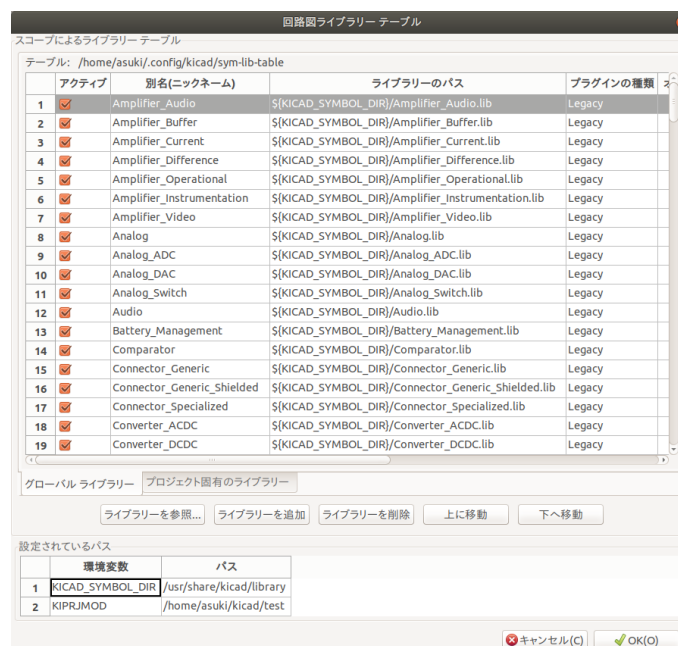 回路図ライブラリー テーブル
スコープによるライブラリー テーブル
テーブル: /home/asuki/.config/kicad/sym-lib-table
アクティブ 別名(ニックネーム) ライブラリーのパス プラグインの種類
1 Amplifier_Audio ${KICAD_SYMBOL_DIR}/Amplifier_Audio.lib Legacy
2 Amplifier_Buffer ${KICAD_SYMBOL_DIR}/Amplifier_Buffer.lib Legacy
3 Amplifier_Current ${KICAD_SYMBOL_DIR}/Amplifier_Current.lib Legacy
4 Amplifier_Difference ${KICAD_SYMBOL_DIR}/Amplifier_Difference.lib Legacy
5 Amplifier_Operational ${KICAD_SYMBOL_DIR}/Amplifier_Operational.lib Legacy
6 Amplifier_Instrumentation ${KICAD_SYMBOL_DIR}/Amplifier_Instrumentation.lib Legacy
7 Amplifier_Video ${KICAD_SYMBOL_DIR}/Amplifier_Video.lib Legacy
8 Analog ${KICAD_SYMBOL_DIR}/Analog.lib Legacy
9 Analog_ADC ${KICAD_SYMBOL_DIR}/Analog_ADC.lib Legacy
10 Analog_DAC ${KICAD_SYMBOL_DIR}/Analog_DAC.lib Legacy
11 Analog_Switch ${KICAD_SYMBOL_DIR}/Analog_Switch.lib Legacy
12 Audio ${KICAD_SYMBOL_DIR}/Audio.lib Legacy
13 Battery_Management ${KICAD_SYMBOL_DIR}/Battery_Management.lib Legacy
14 Comparator ${KICAD_SYMBOL_DIR}/Comparator.lib Legacy
15 Connector_Generic ${KICAD_SYMBOL_DIR}/Connector_Generic.lib Legacy
16 Connector_Generic_Shielded ${KICAD_SYMBOL_DIR}/Connector_Generic_Shielded.lib Legacy
17 Connector_Specialized ${KICAD_SYMBOL_DIR}/Connector_Specialized.lib Legacy
18 Converter_ACDC ${KICAD_SYMBOL_DIR}/Converter_ACDC.lib Legacy
19 Converter_DCDC ${KICAD_SYMBOL_DIR}/Converter_DCDC.lib Legacy
グローバル ライブラリー プロジェクト固有のライブラリー
ライブラリーを参照... ライブラリーを追加 ライブラリーを削除 上に移動 下へ移動
設定されているパス
環境変数 パス
1 KICAD_SYMBOL_DIR /usr/share/kicad/library
2 KIPRJMOD /home/asuki/kicad/test
キャンセル(C) OK(O)